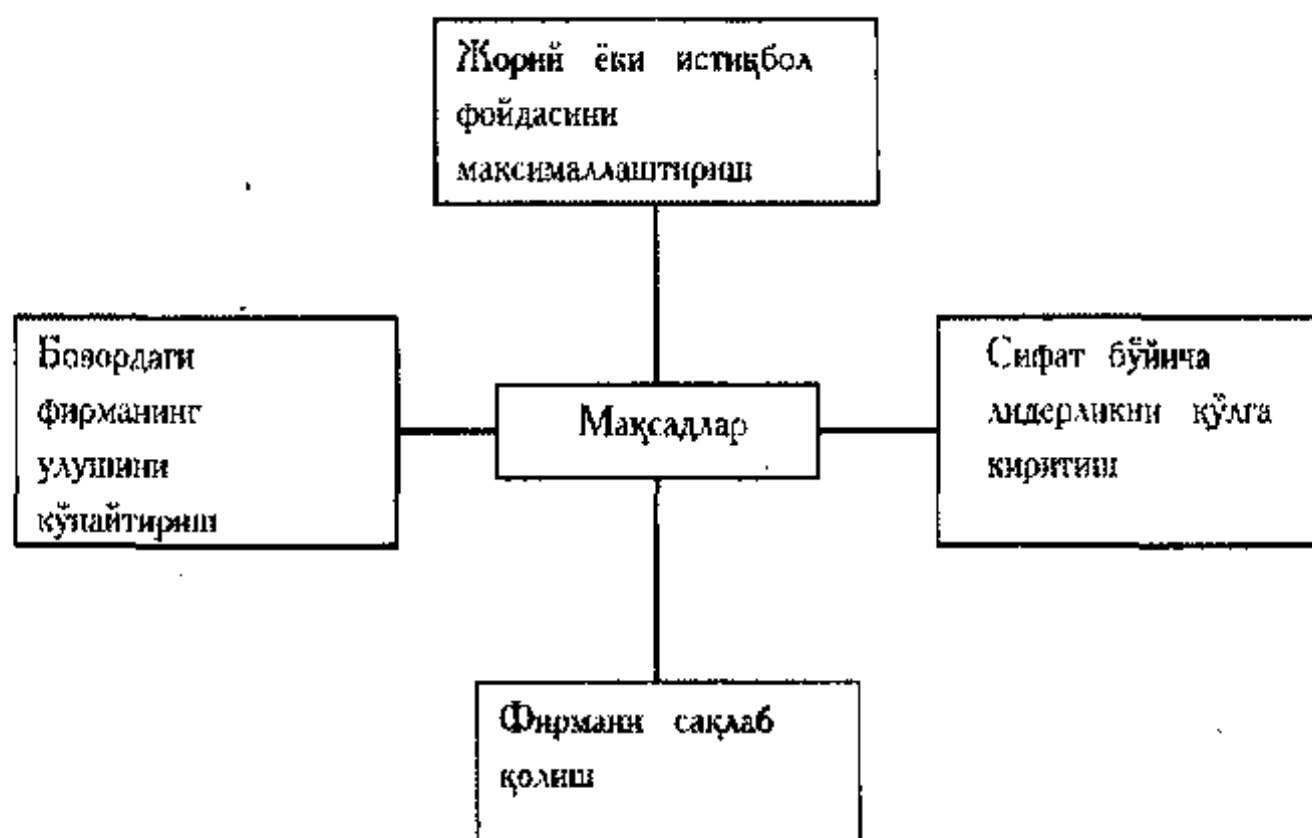 Жорий ёки истиқбол
фойдасини
максималлаштириш
Бозордаги
фирманинг
улушини
кўпайтириш
Мақсадлар
Сифат бўйича
лидерликни қўлга
киритиш
Фирмани сақлаб
қолиш